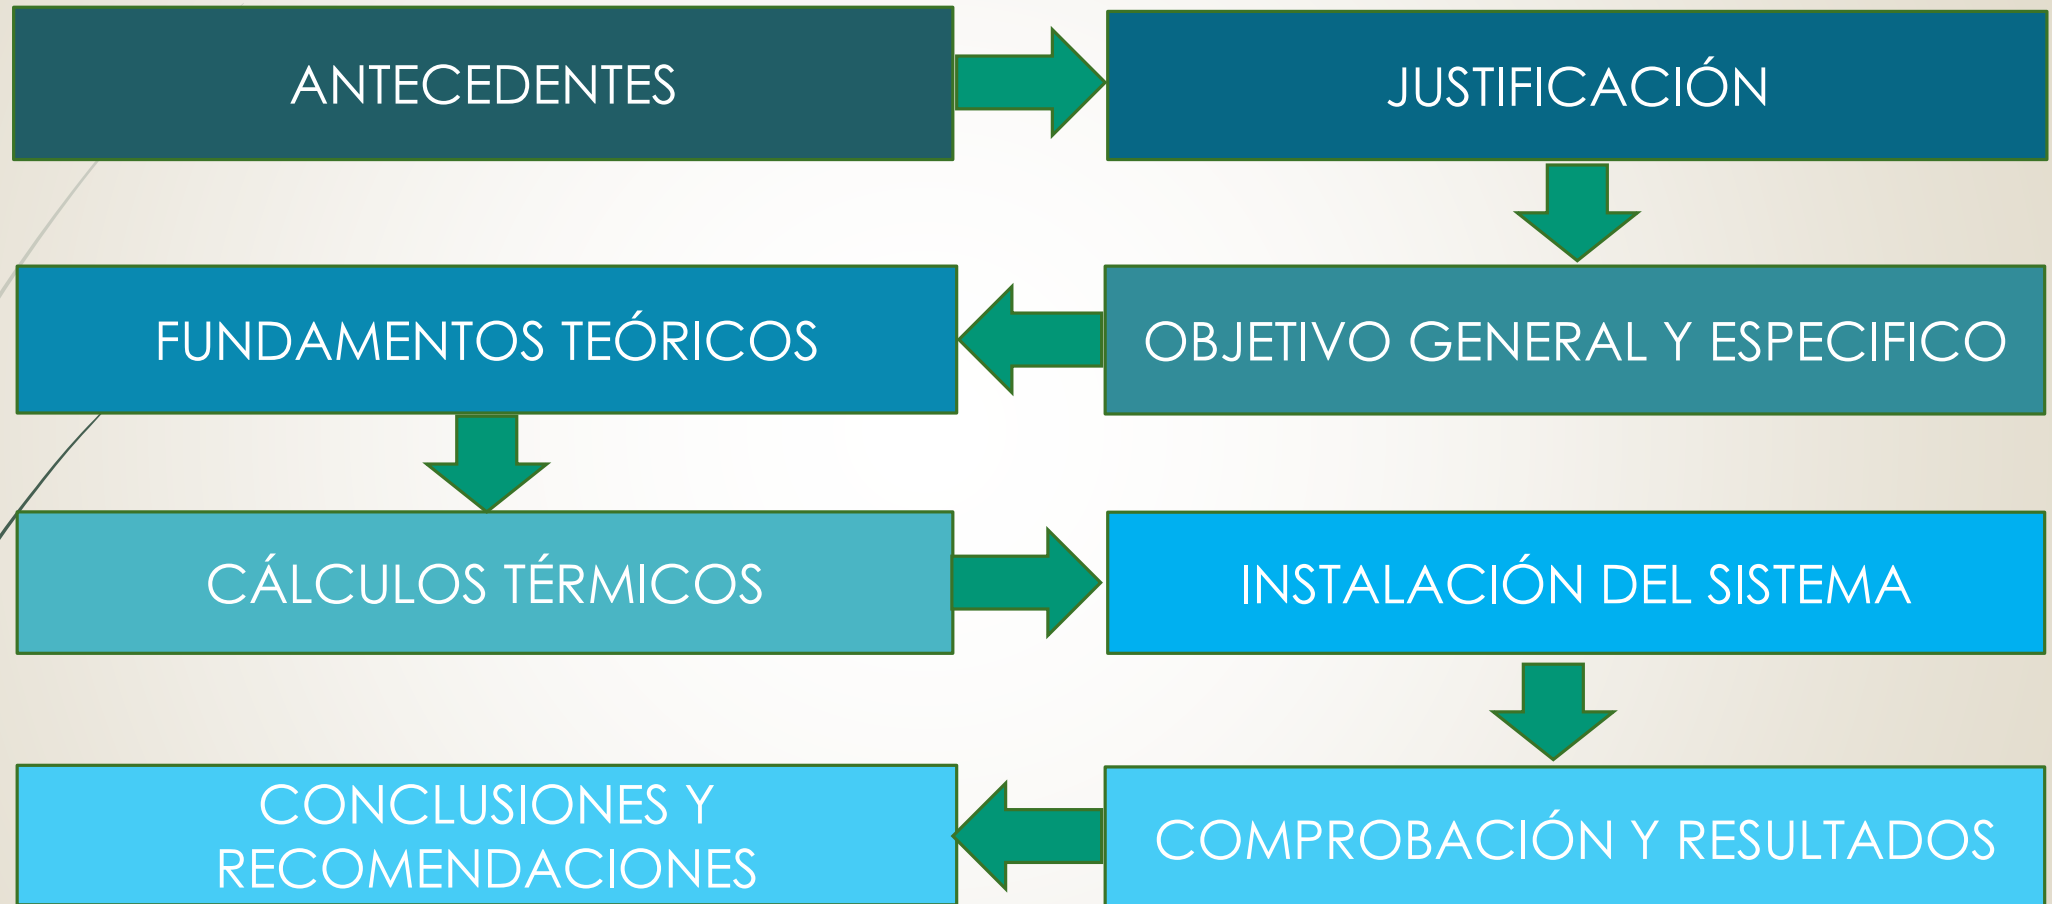 ANTECEDENTES
JUSTIFICACIÓN
OBJETIVO GENERAL Y ESPECIFICO
FUNDAMENTOS TEÓRICOS
CÁLCULOS TÉRMICOS
INSTALACIÓN DEL SISTEMA
COMPROBACIÓN Y RESULTADOS
CONCLUSIONES Y
RECOMENDACIONES